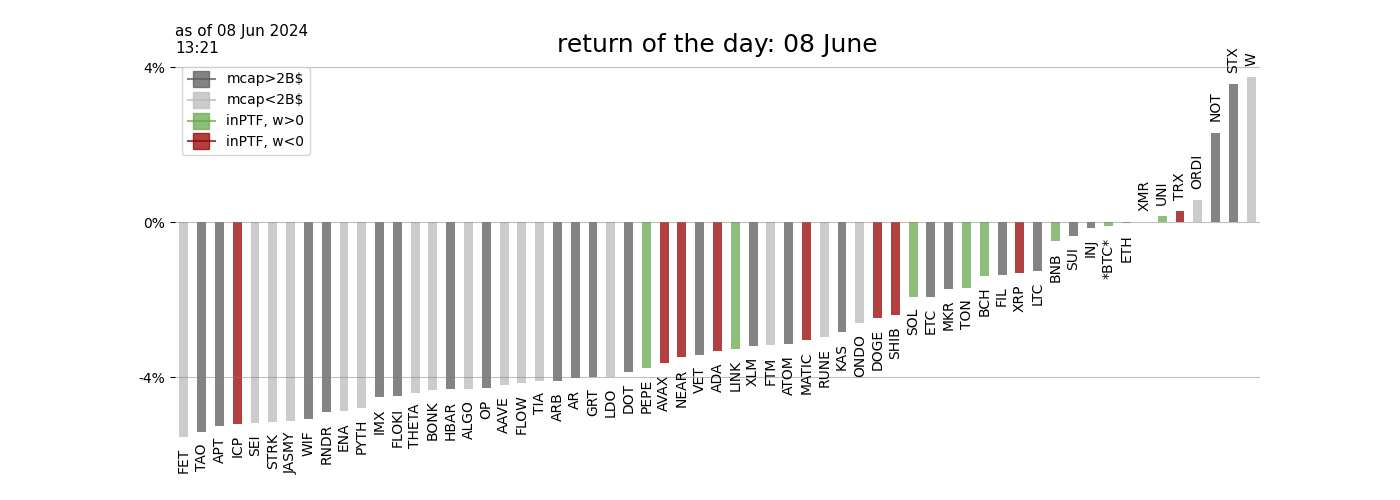 as of 08 Jun 2024
13:21
return of the day: 08 June
4%
0%
-4%
mcap>2B$
mcap<2B$
inPTF, w>0
inPTF, w<0
FET
TAO
APT
ICP
SEI
STRK
JASMY
WIF
RNDR
ENA
PYTH
IMX
FLOKI
THETA
BONK
HBAR
ALGO
OP
AAVE
FLOW
TIA
ARB
AR
GRT
LDO
DOT
PEPE
AVAX
NEAR
VET
ADA
LINK
XLM
FTM
ATOM
MATIC
RUNE
KAS
ONDO
DOGE
SHIB
SOL
ETC
MKR
TON
BCH
FIL
XRP
LTC
BNB
SUI
INJ
*BTC*
ETH
XMR
UNI
TRX
ORDI
NOT
STX
W